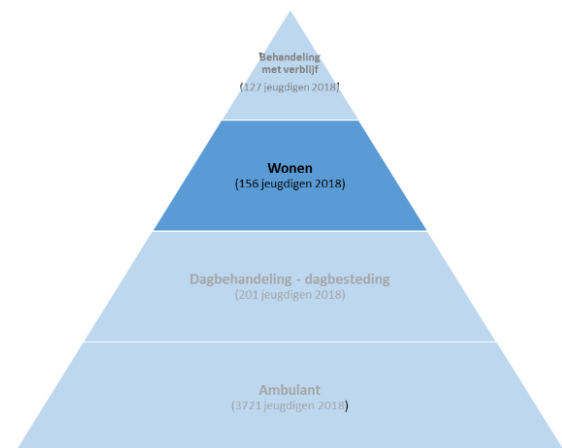 Behandeling
met verblijf
(127 jeugdigen 2018)
Wonen
(156 jeugdigen 2018)
Dagbehandeling - dagbesteding
(201 jeugdigen 2018)
Ambulant
(3721 jeugdigen 2018)